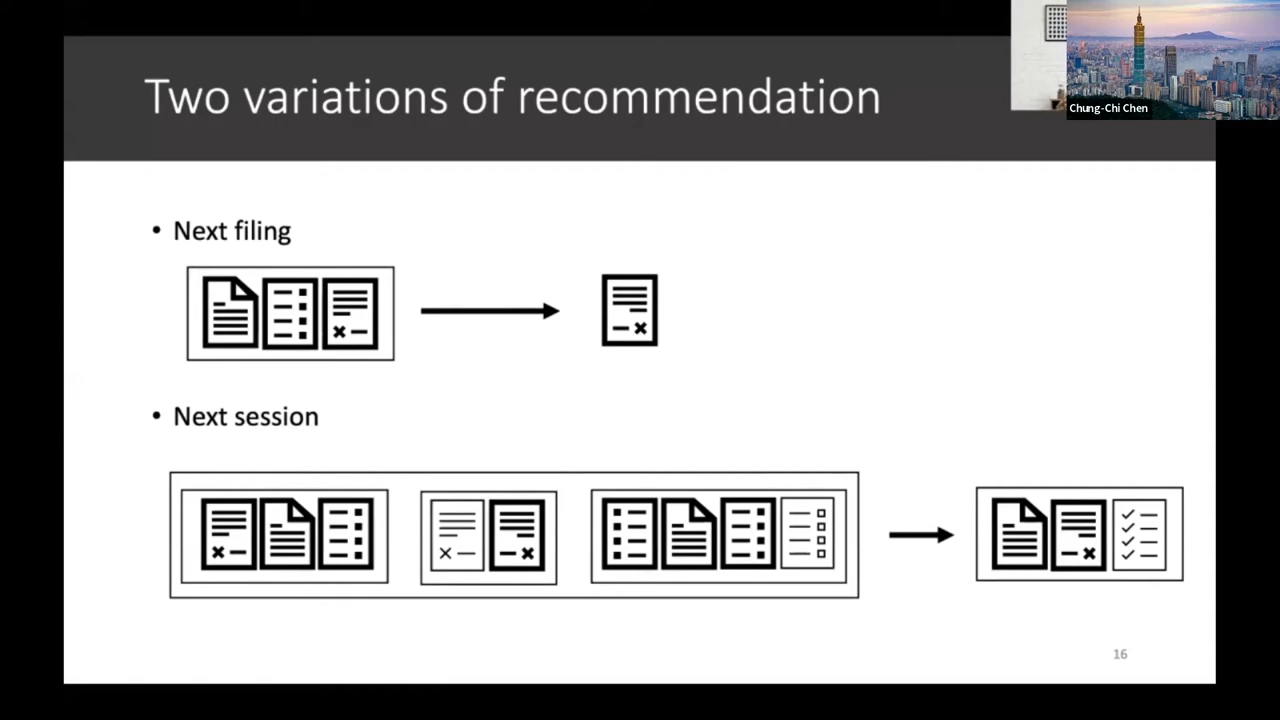 Two variations of recommendation
Chung-Chi Chen
• Next filing
• Next session
16